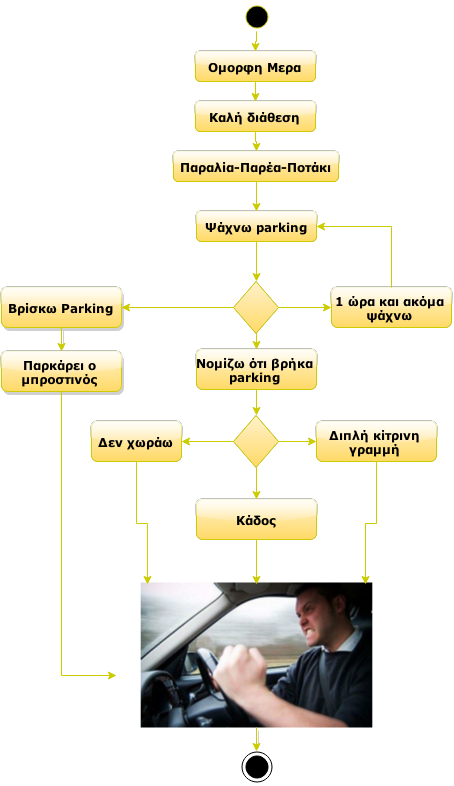 Ομορφη Μερα
Καλή διάθεση
Παραλία-Παρέα-Ποτάκι
Ψάχνω parking
Βρίσκω Parking
1 ώρα και ακόμα
ψάχνω
Παρκάρει ο
μπροστινός
Νομίζω ότι βρήκα
parking
Δεν χωράω
Διπλή κίτρινη
γραμμή
Κάδος